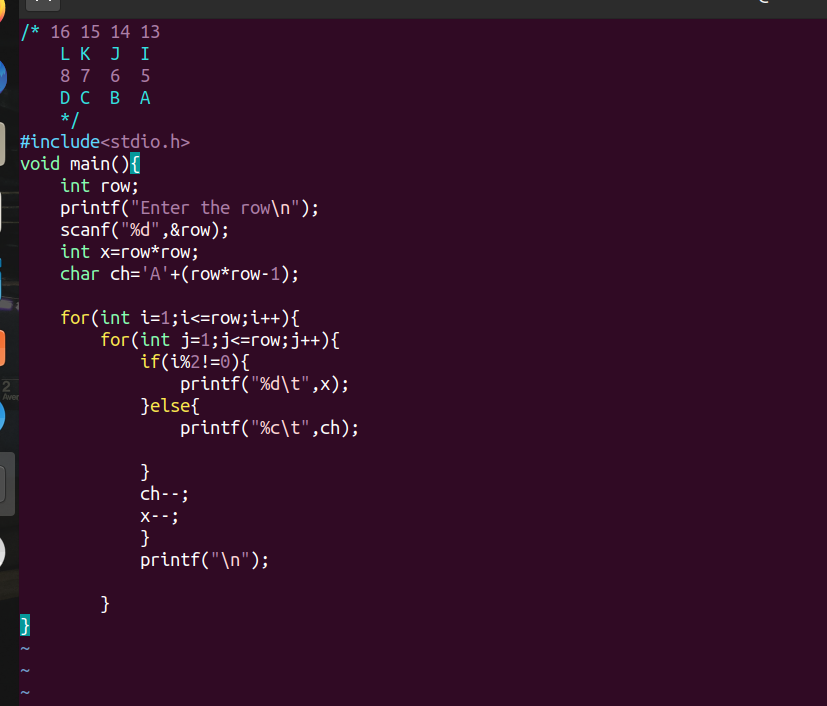 /* 16 15 14 13
    L K  J  I
    8 7  6  5
    D C  B  A
    */
#include<stdio.h>
void main(){
    int row;
    printf("Enter the row\n");
    scanf("%d",&row);
    int x=row*row;
    char ch='A'+(row*row-1);

    for(int i=1;i<=row;i++){
        for(int j=1;j<=row;j++){
            if(i%2!=0){
                printf("%d\t",x);
            }else{
                printf("%c\t",ch);

            }
            ch--;
            x--;
            }
            printf("\n");

        }
}
~
~
~